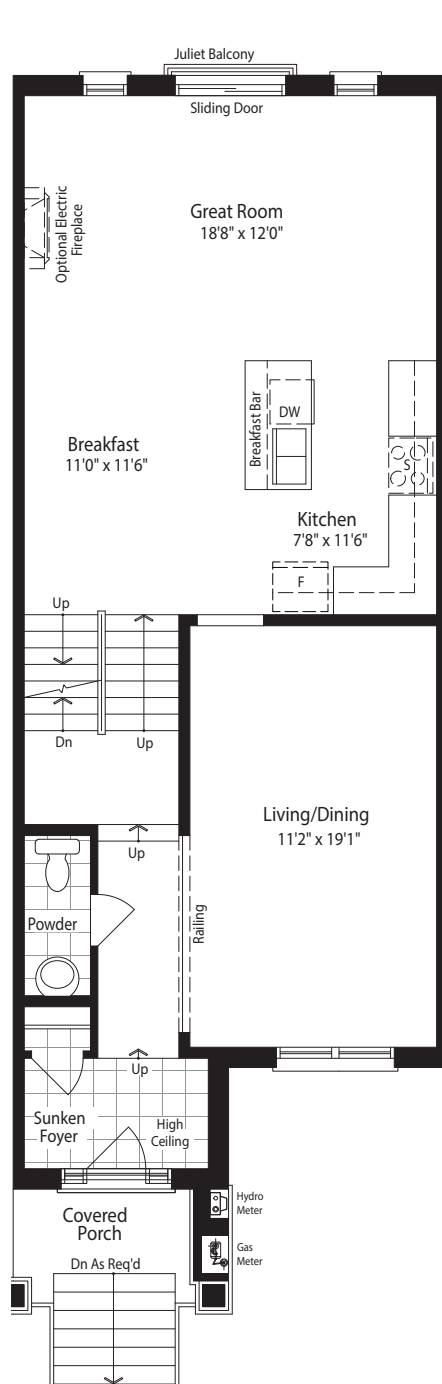 Juliet Balcony
Sliding Door
Optional Electric
Fireplace
Great Room
18'8" x 12'0"
Breakfast Bar
DW
S
Breakfast
11'0" x 11'6"
Kitchen
7'8" x 11'6"
F
Up
Dn
Up
Living/Dining
11'2" x 19'1"
Up
Railing
Powder
Up
Sunken
Foyer
High
Ceiling
Hydro
Meter
Covered
Porch
Gas
Meter
Dn As Req'd